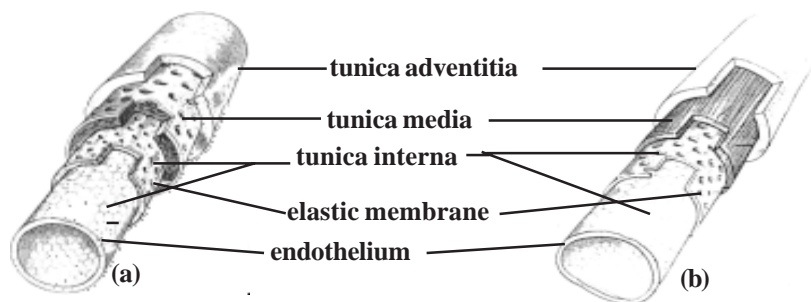 tunica adventitia
tunica media
tunica interna
elastic membrane
endothelium
(a)
(b)